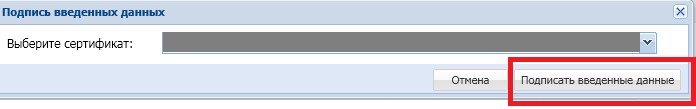 Подпись введенных данных
Выберите сертификат:
Отмена
Подписать введенные данные